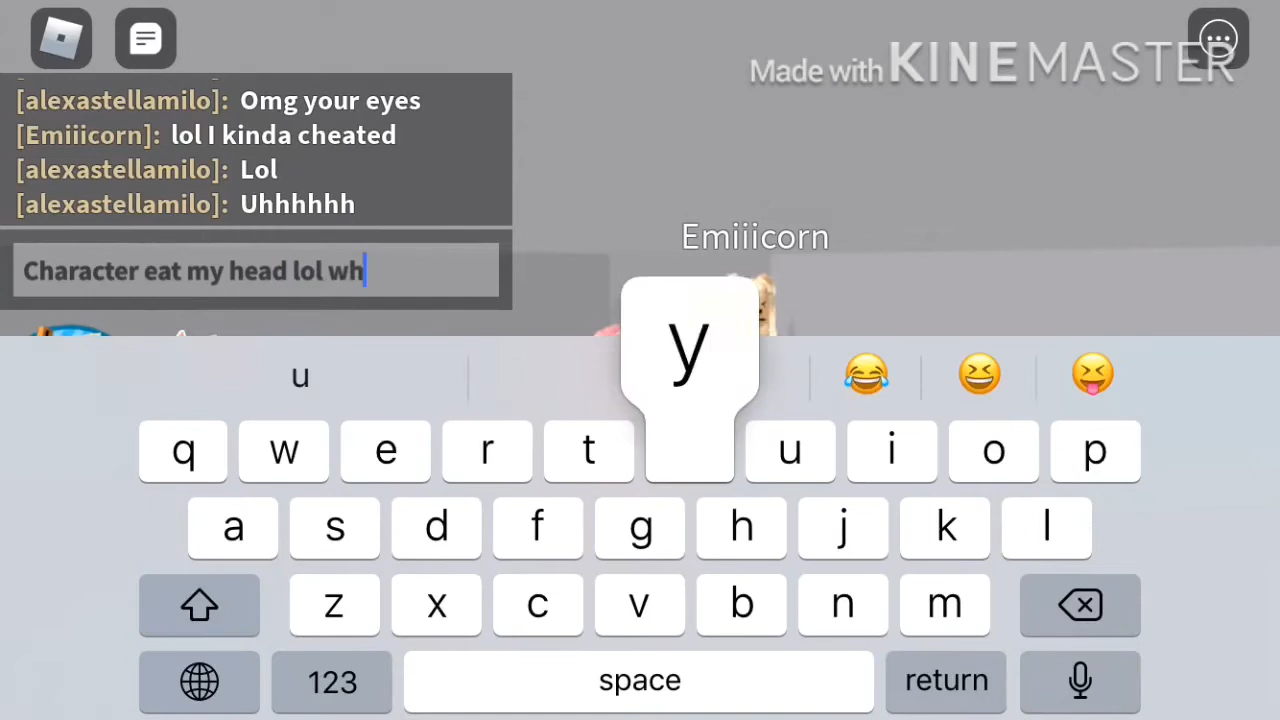 Made with KINEMASTER
[alexastellamilo]: Omg your eyes
[Emiiicorn]: lol I kinda cheated
[alexastellamilo]: Lol
[alexastellamilo]: Uhhhhhh
Character eat my head lol wh
Emiiicorn
y
u
q w e r t u i o p
a s d f g h j k l
z x c v b n m
123 space return